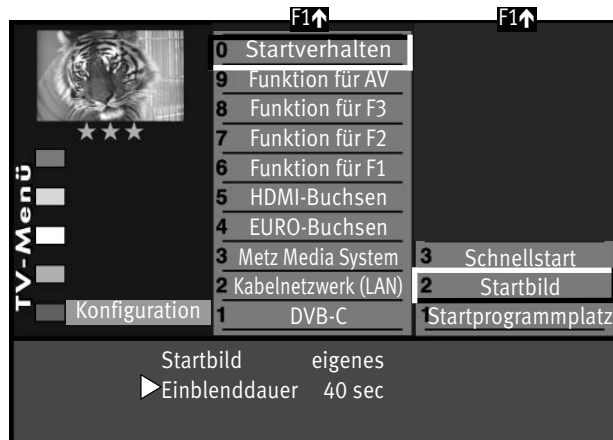 F1↑ F1↑
0 Startverhalten
9 Funktion für AV
8 Funktion für F3
7 Funktion für F2
6 Funktion für F1
5 HDMI-Buchsen
4 EURO-Buchsen
3 Metz Media System 3 Schnellstart
2 Kabelnetzwerk (LAN) 2 Startbild
Konfiguration 1 DVB-C 1 Startprogrammplatz
TV-Menü
Startbild eigenes
Einblenddauer 40 sec